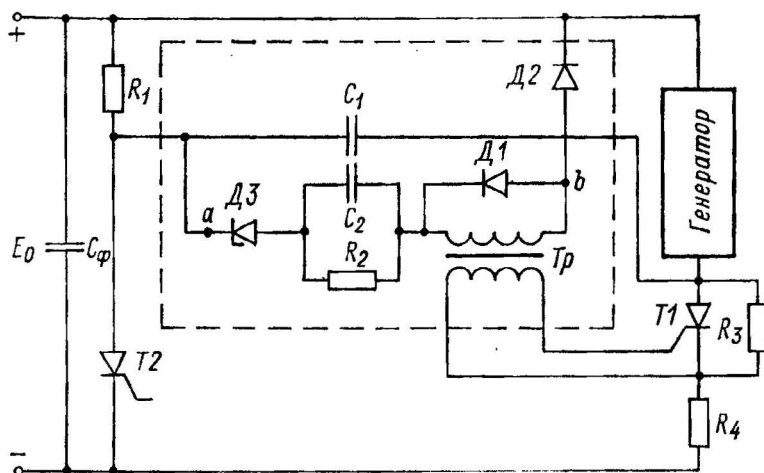 +
R1
C1
Д2
Д1
b
a
Д3
C2
R2
Tp
E0
Cф
Генератор
T1
R3
T2
R4
−